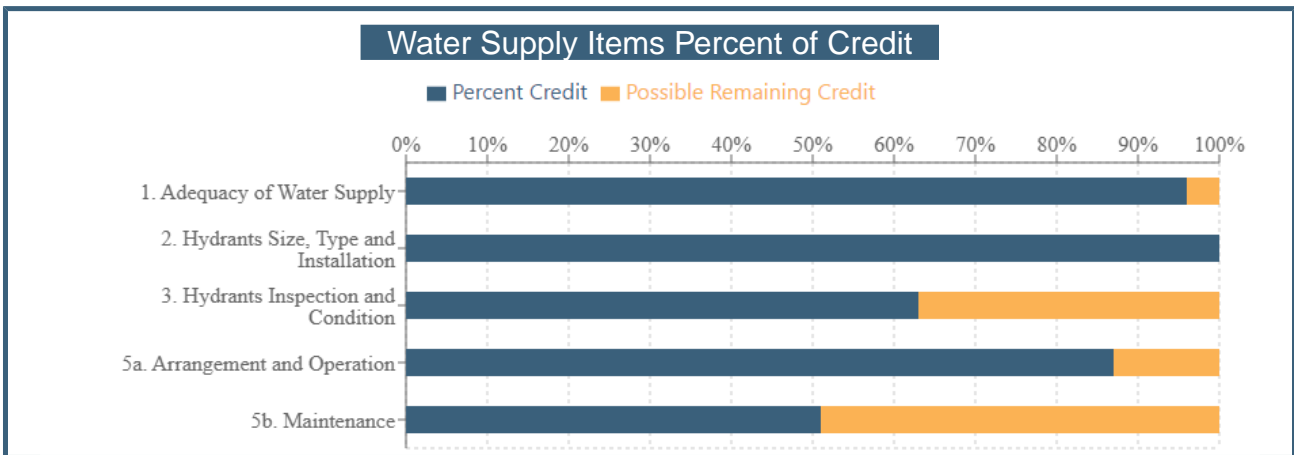 Water Supply Items Percent of Credit
Percent Credit Possible Remaining Credit
0% 10% 20% 30% 40% 50% 60% 70% 80% 90% 100%
1. Adequacy of Water Supply
2. Hydrants Size, Type and
Installation
3. Hydrants Inspection and
Condition
5a. Arrangement and Operation
5b. Maintenance